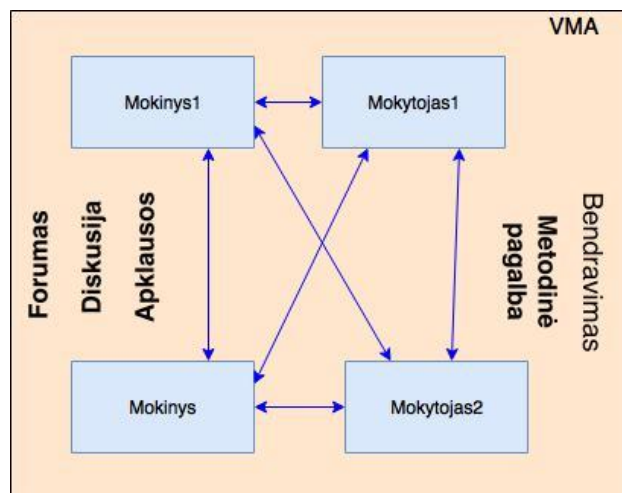 VMA
Mokinys1
Mokytojas1
Forumas
Diskusija
Apklausos
Metodinė
pagalba
Bendravimas
Mokinys
Mokytojas2